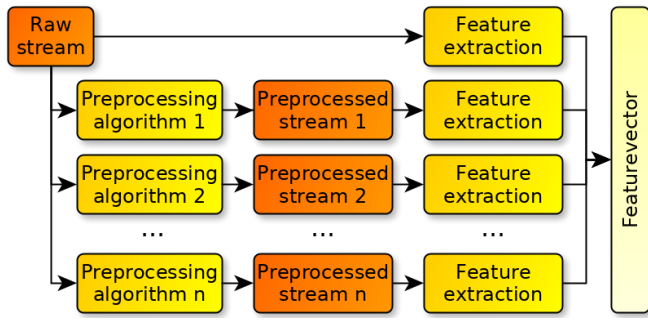 Raw
stream
Feature
extraction
Preprocessing
algorithm 1
Preprocessed
stream 1
Feature
extraction
Preprocessing
algorithm 2
Preprocessed
stream 2
Feature
extraction
...
...
...
Preprocessing
algorithm n
Preprocessed
stream n
Feature
extraction
Featurevector